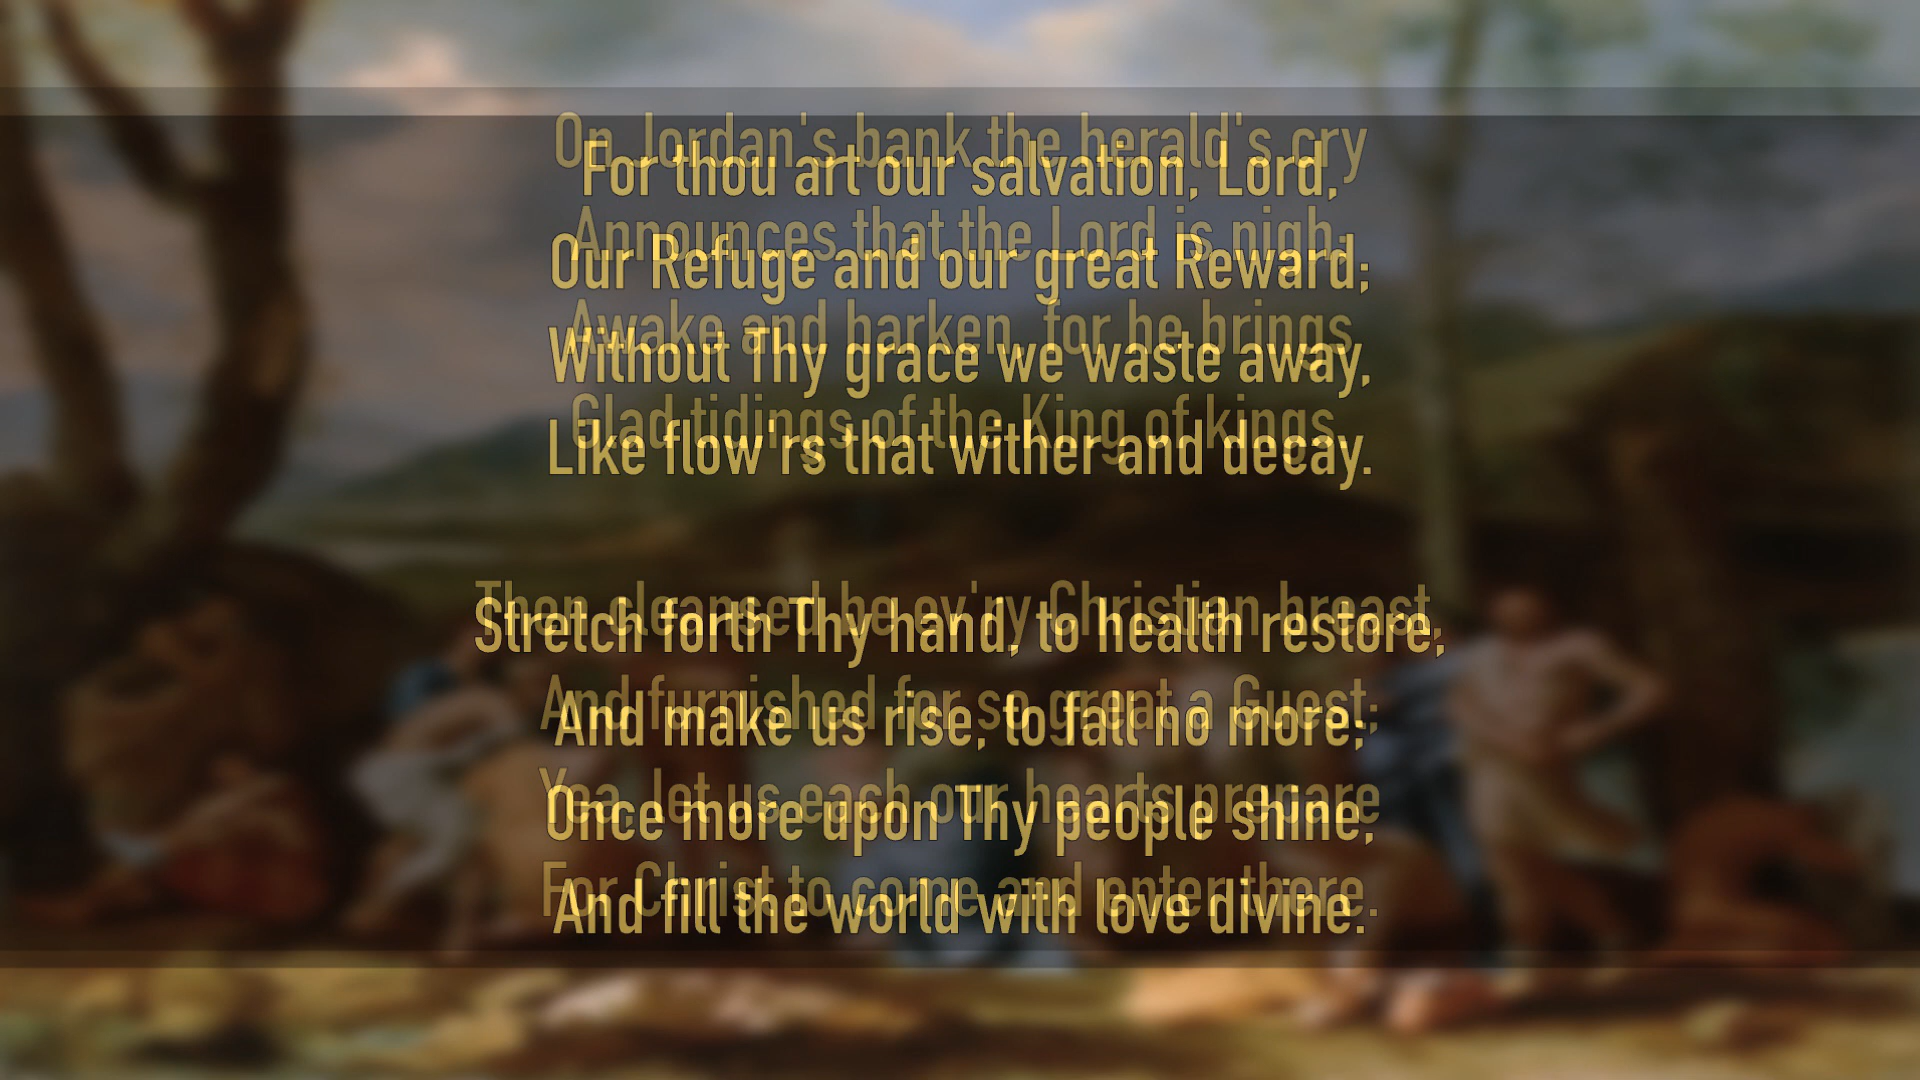 On Jordan's bank the herald's cry
Announces that the Lord is nigh;
Awake and harken, for he brings
Glad tidings of the King of kings.
Then cleansed be ev'ry Christian breast
And furnished for so great a Guest;
Yea, let us each our hearts prepare
For Christ to come and enter there.
For thou art our salvation, Lord,
Our Refuge and our great Reward;
Without Thy grace we waste away,
Like flow'rs that wither and decay.
Stretch forth Thy hand, to health restore,
And make us rise, to fall no more;
Once more upon Thy people shine,
And fill the world with love divine.